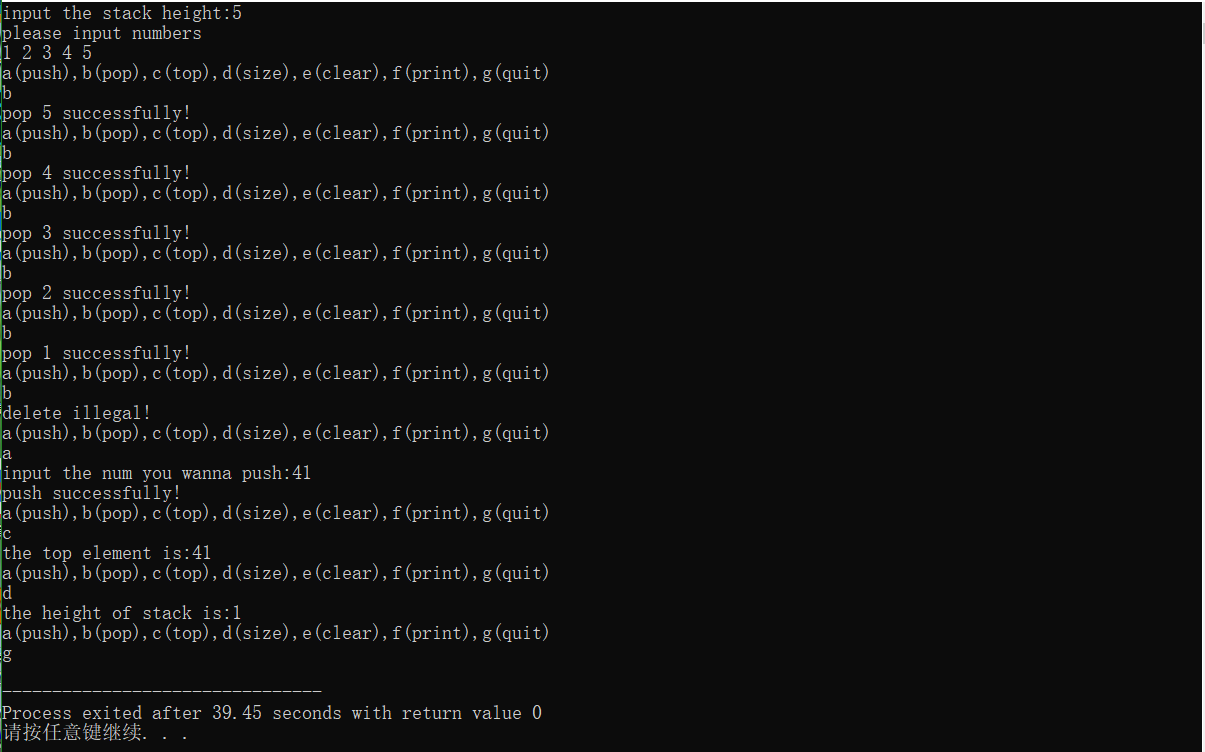 input the stack height:5
please input numbers
1 2 3 4 5
a(push),b(pop),c(top),d(size),e(clear),f(print),g(quit)
b
pop 5 successfully!
a(push),b(pop),c(top),d(size),e(clear),f(print),g(quit)
b
pop 4 successfully!
a(push),b(pop),c(top),d(size),e(clear),f(print),g(quit)
b
pop 3 successfully!
a(push),b(pop),c(top),d(size),e(clear),f(print),g(quit)
b
pop 2 successfully!
a(push),b(pop),c(top),d(size),e(clear),f(print),g(quit)
b
pop 1 successfully!
a(push),b(pop),c(top),d(size),e(clear),f(print),g(quit)
b
delete illegal!
a(push),b(pop),c(top),d(size),e(clear),f(print),g(quit)
a
input the num you wanna push:41
push successfully!
a(push),b(pop),c(top),d(size),e(clear),f(print),g(quit)
c
the top element is:41
a(push),b(pop),c(top),d(size),e(clear),f(print),g(quit)
d
the height of stack is:1
a(push),b(pop),c(top),d(size),e(clear),f(print),g(quit)
g
--------------------------------
Process exited after 39.45 seconds with return value 0
请按任意键继续. . .